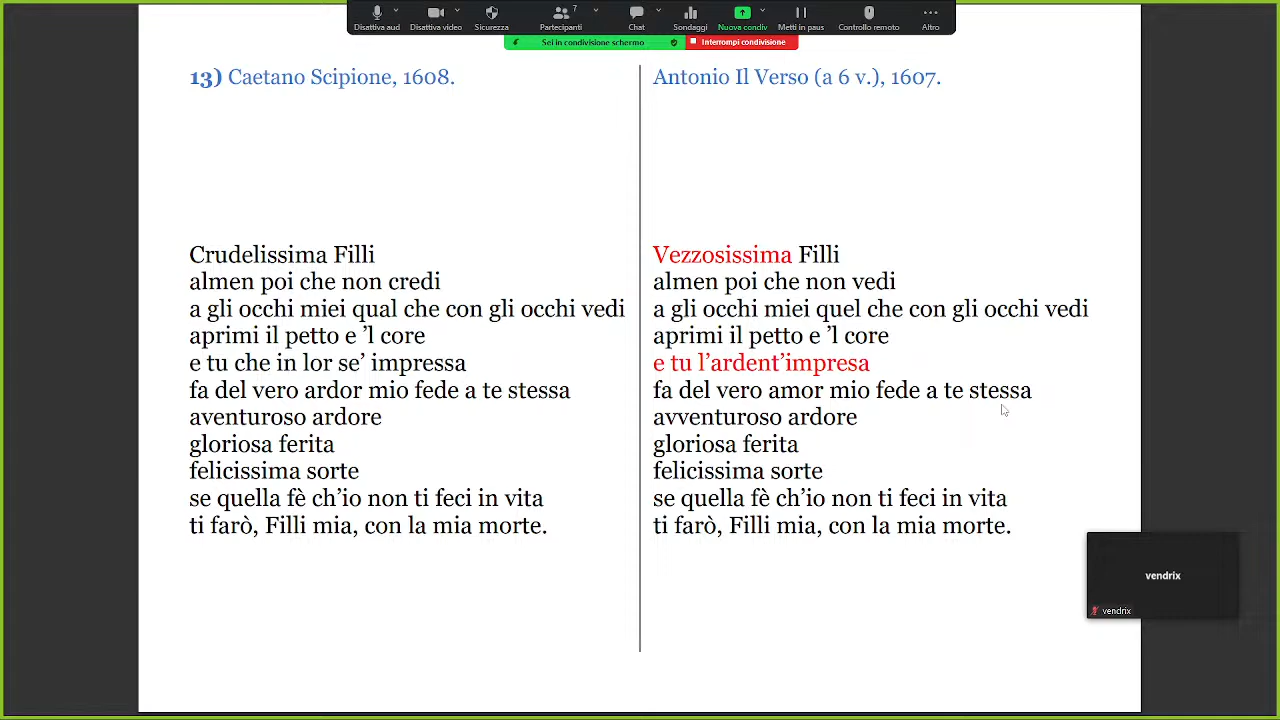 Disattiva aud
Disattiva video
Sicurezza
Partecipanti
7
Chat
Sondaggi
Nuova condiv
Metti in paus
Controllo remoto
Altro
Sei in condivisione schermo
Interrompi condivisione
13) Caetano Scipione, 1608.
Crudelissima Filli
almen poi che non credi
a gli occhi miei qual che con gli occhi vedi
aprimi il petto e ’l core
e tu che in lor se’ impressa
fa del vero ardor mio fede a te stessa
aventuroso ardore
gloriosa ferita
felicissima sorte
se quella fè ch’io non ti feci in vita
ti farò, Filli mia, con la mia morte.
Antonio Il Verso (a 6 v.), 1607.
Vezzosissima Filli
almen poi che non vedi
a gli occhi miei quel che con gli occhi vedi
aprimi il petto e ’l core
e tu l’ardent’impresa
fa del vero amor mio fede a te stessa
avventuroso ardore
gloriosa ferita
felicissima sorte
se quella fè ch’io non ti feci in vita
ti farò, Filli mia, con la mia morte.
vendrix
vendrix